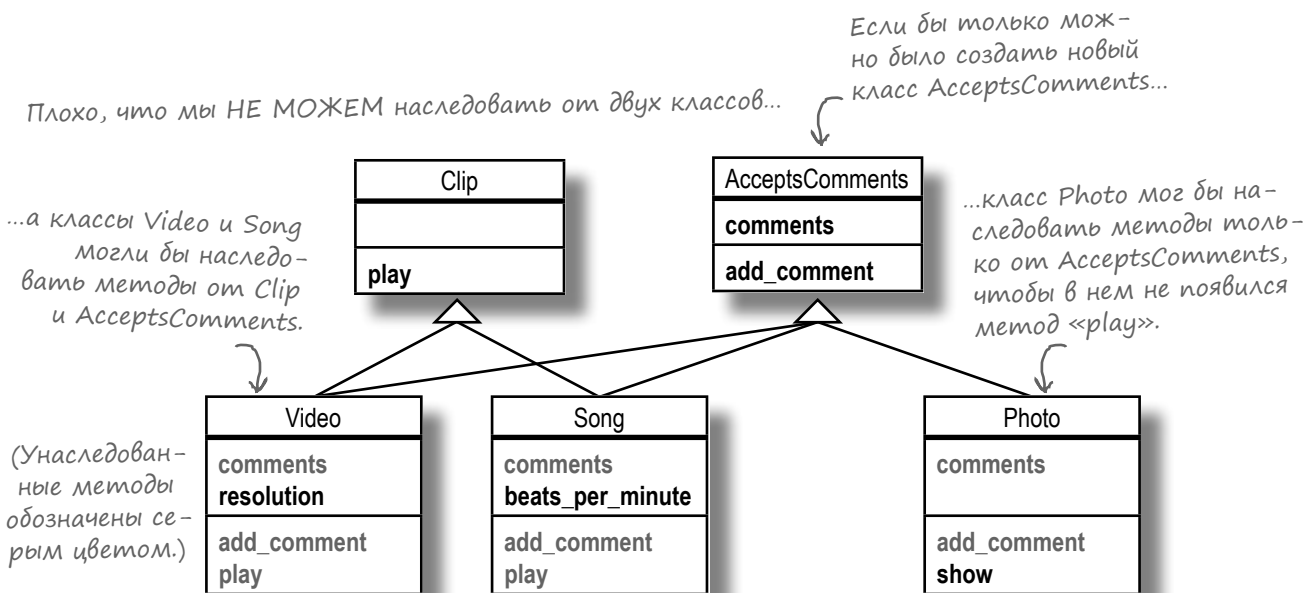 Если бы только мож-
но было создать новый
класс AcceptsComments...
Плохо, что мы НЕ МОЖЕМ наследовать от двух классов...
Clip
play
AcceptsComments
comments
add_comment
...а классы Video и Song
могли бы наследо-
вать методы от Clip
и AcceptsComments.
...класс Photo мог бы на-
следовать методы толь-
ко от AcceptsComments,
чтобы в нем не появился
метод «play».
(Унаследован-
ные методы
обозначены се-
рым цветом.)
Video
comments
resolution
add_comment
play
Song
comments
beats_per_minute
add_comment
play
Photo
comments
add_comment
show